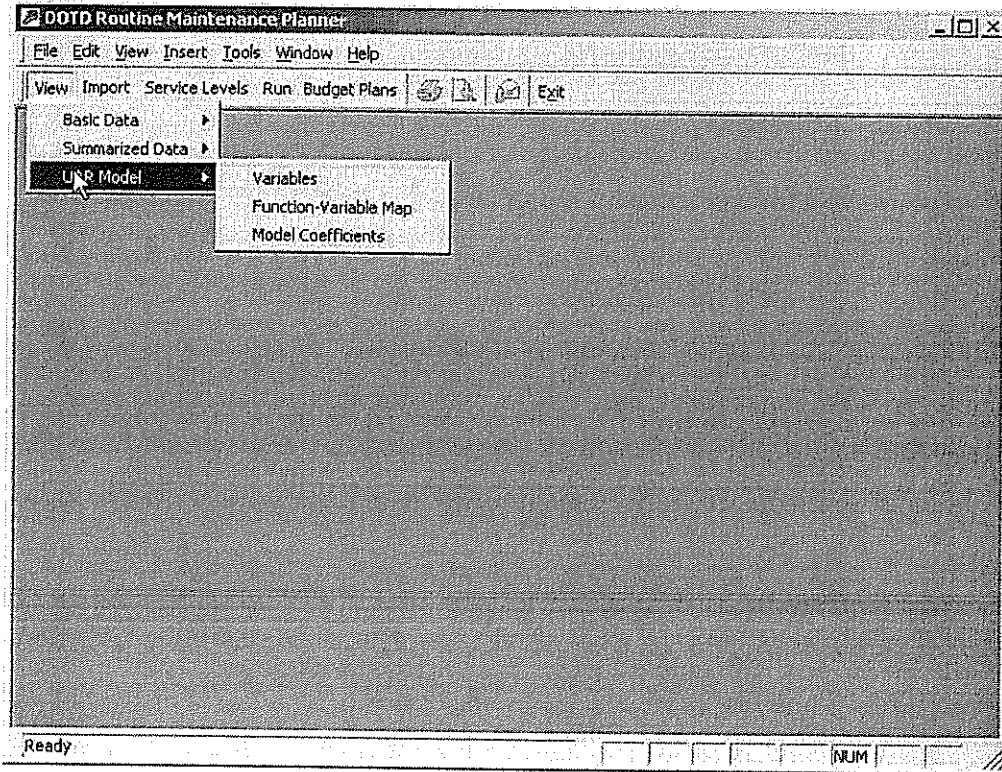 DOTD Routine Maintenance Planner
File Edit View Insert Tools Window Help
View Import Service Levels Run Budget Plans Exit
Basic Data
Summarized Data
Model
Variables
Function-Variable Map
Model Coefficients
Ready
NUM